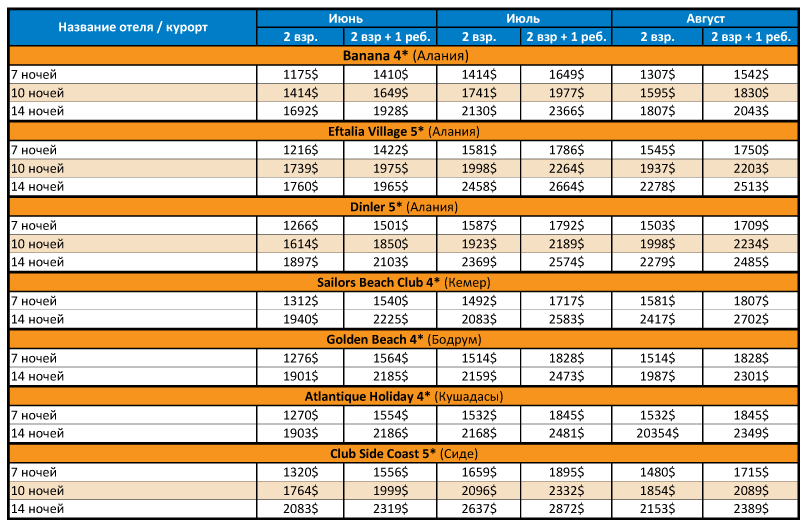 Название отеля / курорт Июнь Июль Август
2 взр. 2 взр + 1 реб. 2 взр. 2 взр + 1 реб. 2 взр. 2 взр + 1 реб.
Banana 4* (Алания)
7 ночей 1175$ 1410$ 1414$ 1649$ 1307$ 1542$
10 ночей 1414$ 1649$ 1741$ 1977$ 1595$ 1830$
14 ночей 1692$ 1928$ 2130$ 2366$ 1807$ 2043$
Eftalia Village 5* (Алания)
7 ночей 1216$ 1422$ 1581$ 1786$ 1545$ 1750$
10 ночей 1739$ 1975$ 1998$ 2264$ 1937$ 2203$
14 ночей 1760$ 1965$ 2458$ 2664$ 2278$ 2513$
Dinler 5* (Алания)
7 ночей 1266$ 1501$ 1587$ 1792$ 1503$ 1709$
10 ночей 1614$ 1850$ 1923$ 2189$ 1998$ 2234$
14 ночей 1897$ 2103$ 2369$ 2574$ 2279$ 2485$
Sailors Beach Club 4* (Кемер)
7 ночей 1312$ 1540$ 1492$ 1717$ 1581$ 1807$
14 ночей 1940$ 2225$ 2083$ 2583$ 2417$ 2702$
Golden Beach 4* (Бодрум)
7 ночей 1276$ 1564$ 1514$ 1828$ 1514$ 1828$
14 ночей 1901$ 2185$ 2159$ 2473$ 1987$ 2301$
Atlantique Holiday 4* (Кушадасы)
7 ночей 1270$ 1554$ 1532$ 1845$ 1532$ 1845$
14 ночей 1903$ 2186$ 2168$ 2481$ 20354$ 2349$
Club Side Coast 5* (Сиде)
7 ночей 1320$ 1556$ 1659$ 1895$ 1480$ 1715$
10 ночей 1764$ 1999$ 2096$ 2332$ 1854$ 2089$
14 ночей 2083$ 2319$ 2637$ 2872$ 2153$ 2389$